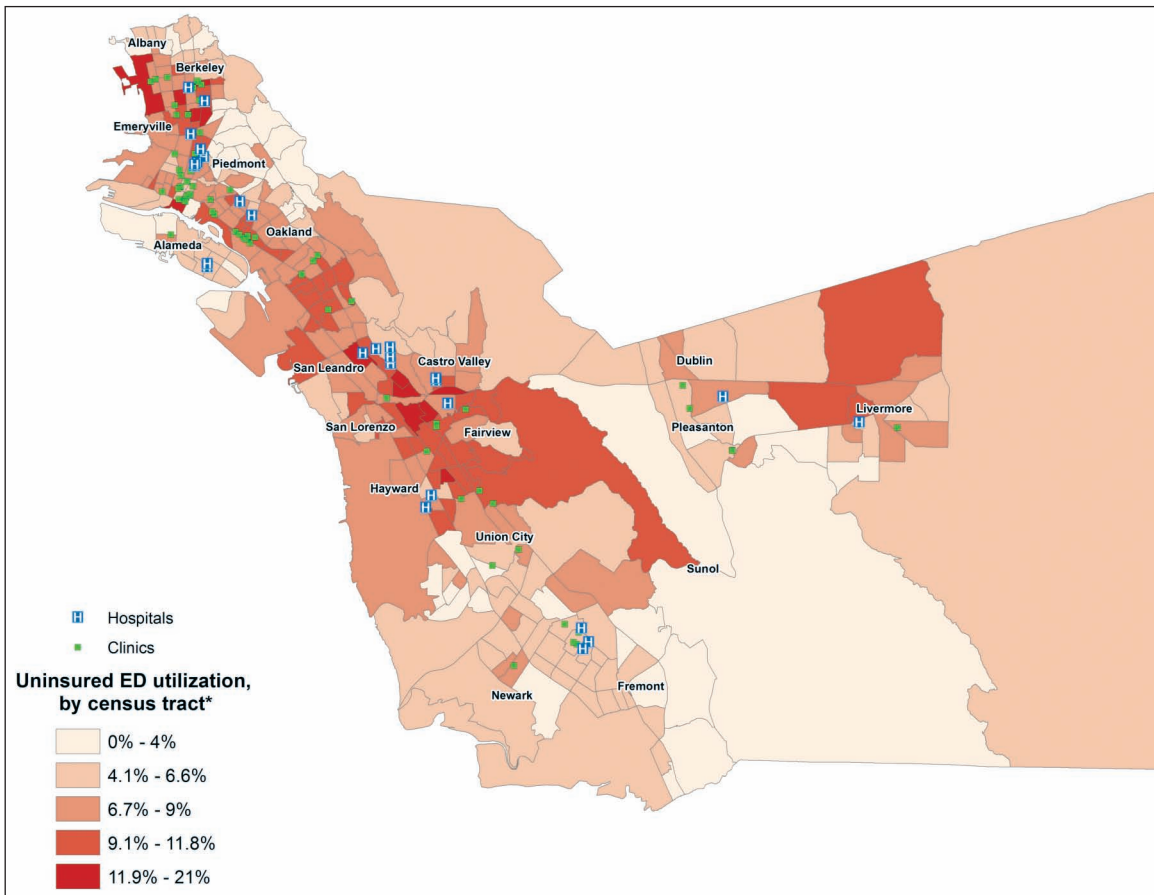 Albany
Berkeley
Emeryville
Piedmont
Oakland
Alameda
San Leandro
Castro Valley
Dublin
Livermore
Pleasanton
San Lorenzo
Fairview
Hayward
Union City
Sunol
Newark
Fremont
H Hospitals
Clinics
Uninsured ED utilization,
by census tract*
0% - 4%
4.1% - 6.6%
6.7% - 9%
9.1% - 11.8%
11.9% - 21%